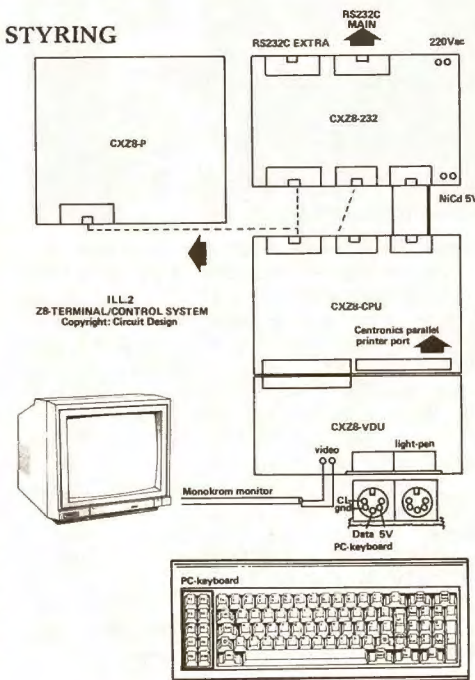 STYRING
RS232C
MAIN
RS232C EXTRA
220Vac
CXZ8-232
CXZ8-P
NiCd 5V
ILL.2
Z8-TERMINAL/CONTROL SYSTEM
Copyright: Circuit Design
CXZ8-CPU
Centronics parallel
printer port
CXZ8-VDU
video
light-pen
Monokrom monitor
CL
gnd
Data 5V
PC-keyboard
PC-keyboard